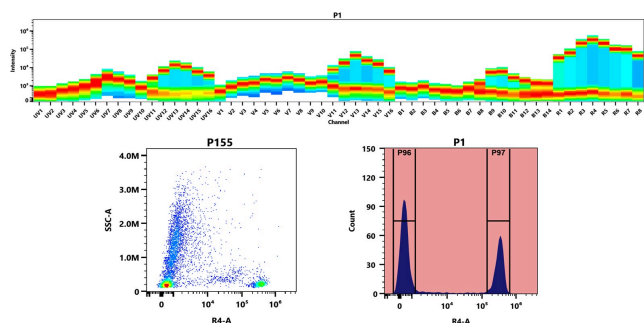 P1
Intensity
Channel
UV1 UV2 UV3 UV4 UV5 UV6 UV7 UV8 UV9 UV10 UV11 UV12 UV13 UV14 UV15 UV16 V1 V2 V3 V4 V5 V6 V7 V8 V9 V10 V11 V12 V13 V14 V15 V16 B1 B2 B3 B4 B5 B6 B7 B8 B9 B10 B11 B12 B13 B14 R1 R2 R3 R4 R5 R6 R7 R8
P155
4.0M
3.0M
2.0M
1.0M
0
SSC-A
0 10⁴ 10⁵ 10⁶
R4-A
P1
150
120
90
60
30
0
Count
P96 P97
0 10⁴ 10⁵ 10⁶
R4-A